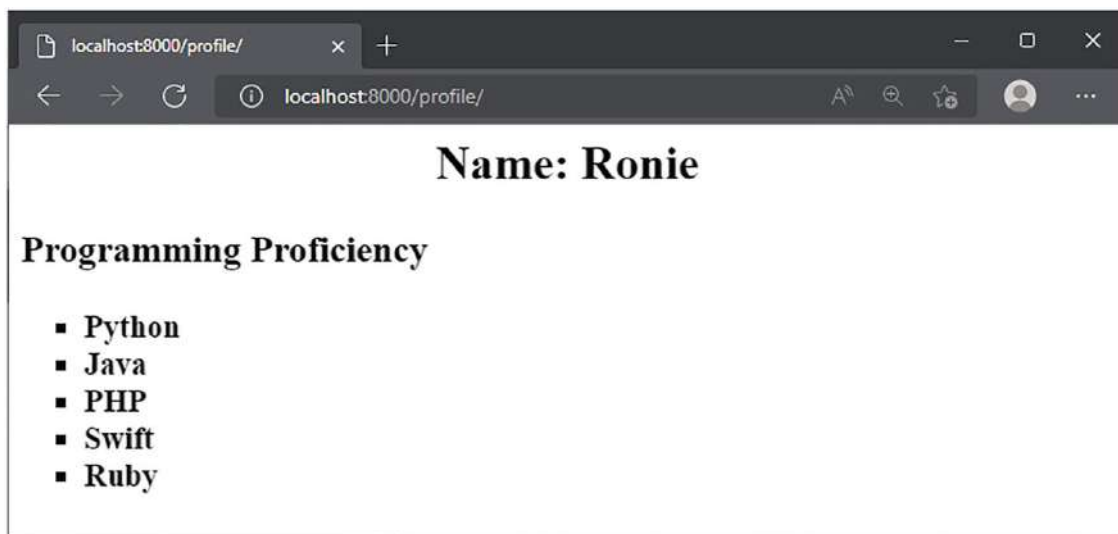 localhost:8000/profile/
localhost:8000/profile/
Name: Ronie
Programming Proficiency
Python
Java
PHP
Swift
Ruby